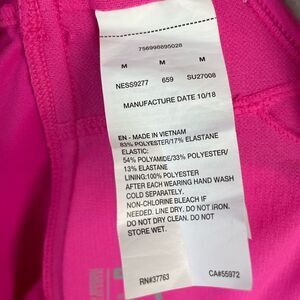 756998895028
M M M
NESS9277 659 SU27008
MANUFACTURE DATE 10/18
EN - MADE IN VIETNAM
83% POLYESTER/17% ELASTANE
ELASTIC:
54% POLYAMIDE/33% POLYESTER/
13% ELASTANE
LINING:100% POLYESTER
AFTER EACH WEARING HAND WASH
COLD SEPARATELY.
NON-CHLORINE BLEACH IF
NEEDED. LINE DRY. DO NOT IRON.
DO NOT DRY CLEAN. DO NOT
STORE WET.
RN#37763 CA#55972